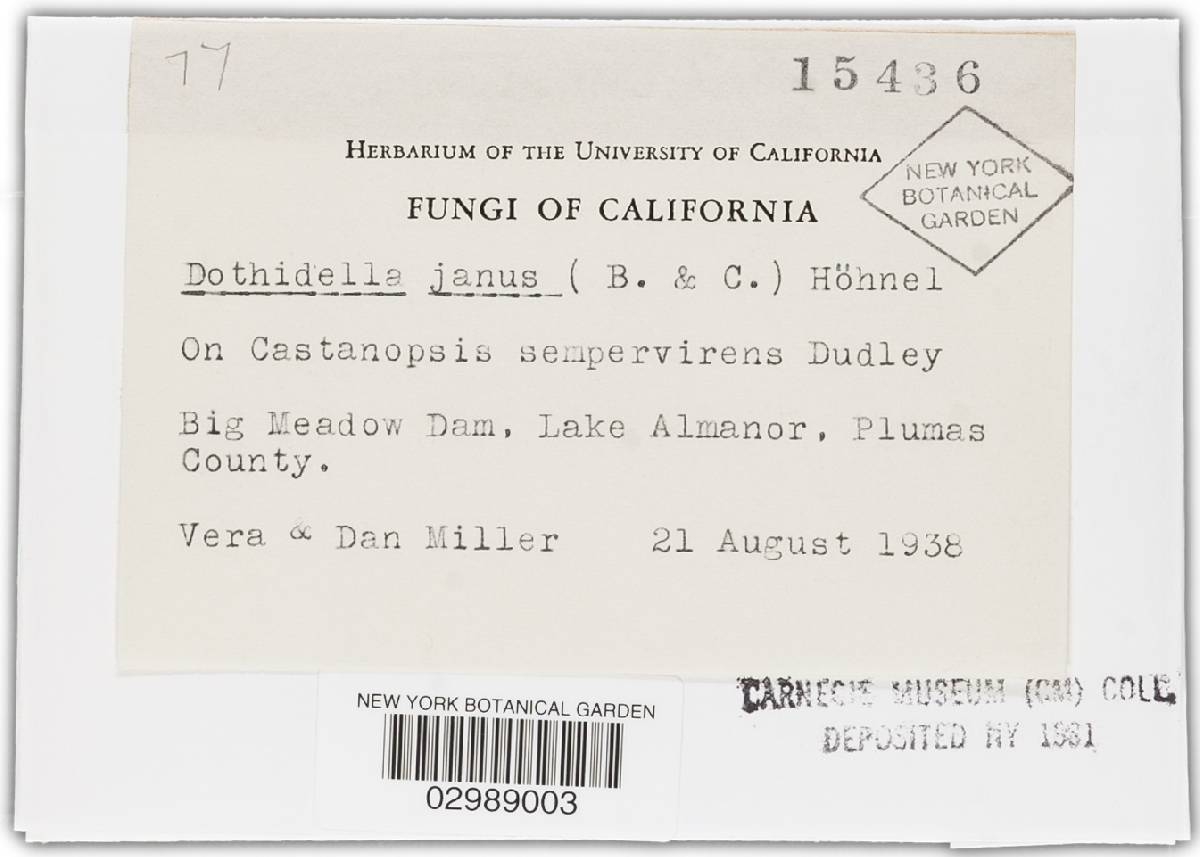 77
15436
HERBARIUM OF THE UNIVERSITY OF CALIFORNIA
NEW YORK
BOTANICAL
GARDEN
FUNGI OF CALIFORNIA
Dothidella janus ( B. & C.) Höhnel
On Castanopsis sempervirens Dudley
Big Meadow Dam, Lake Almanor, Plumas
County.
Vera & Dan Miller 21 August 1938
CARNEGIE MUSEUM (CM) COLL.
DEPOSITED NY 1981
NEW YORK BOTANICAL GARDEN
02989003